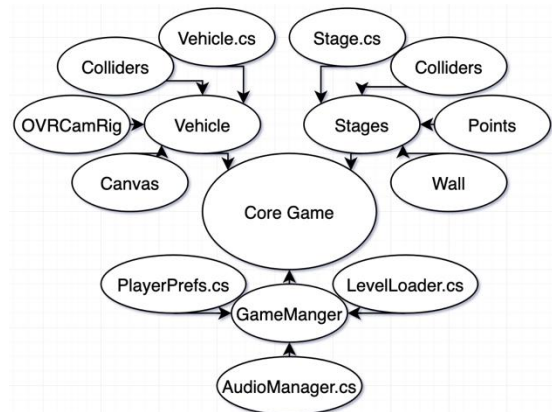 Vehicle.cs
Stage.cs
Colliders
Colliders
OVRCamRig
Vehicle
Stages
Points
Canvas
Wall
Core Game
PlayerPrefs.cs
LevelLoader.cs
GameManger
AudioManager.cs